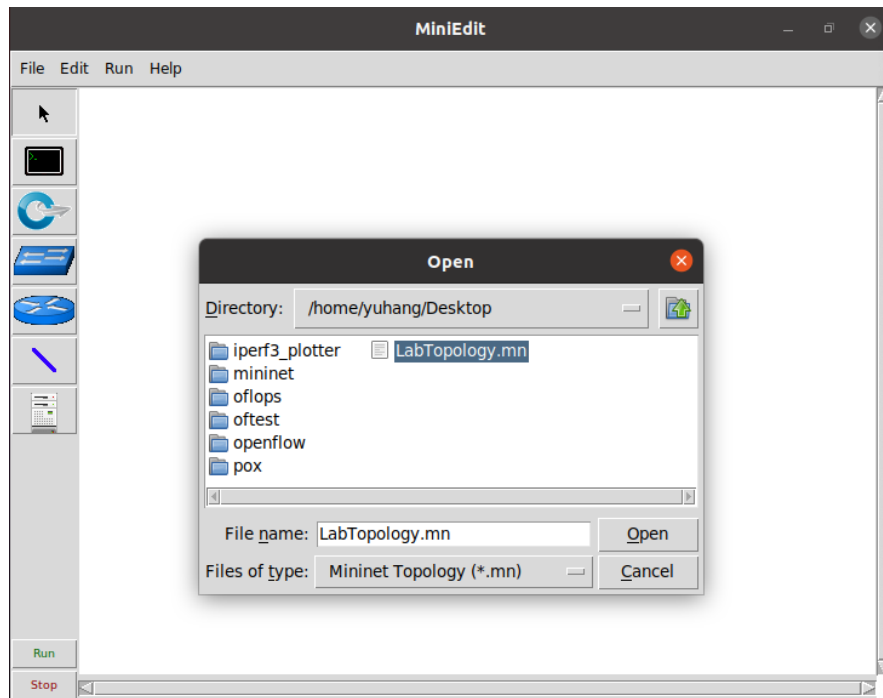 MiniEdit
File Edit Run Help
Open
Directory: /home/yuhang/Desktop
iperf3_plotter LabTopology.mn
mininet
oflops
oftest
openflow
pox
File name: LabTopology.mn Open
Files of type: Mininet Topology (*.mn) Cancel
Run
Stop